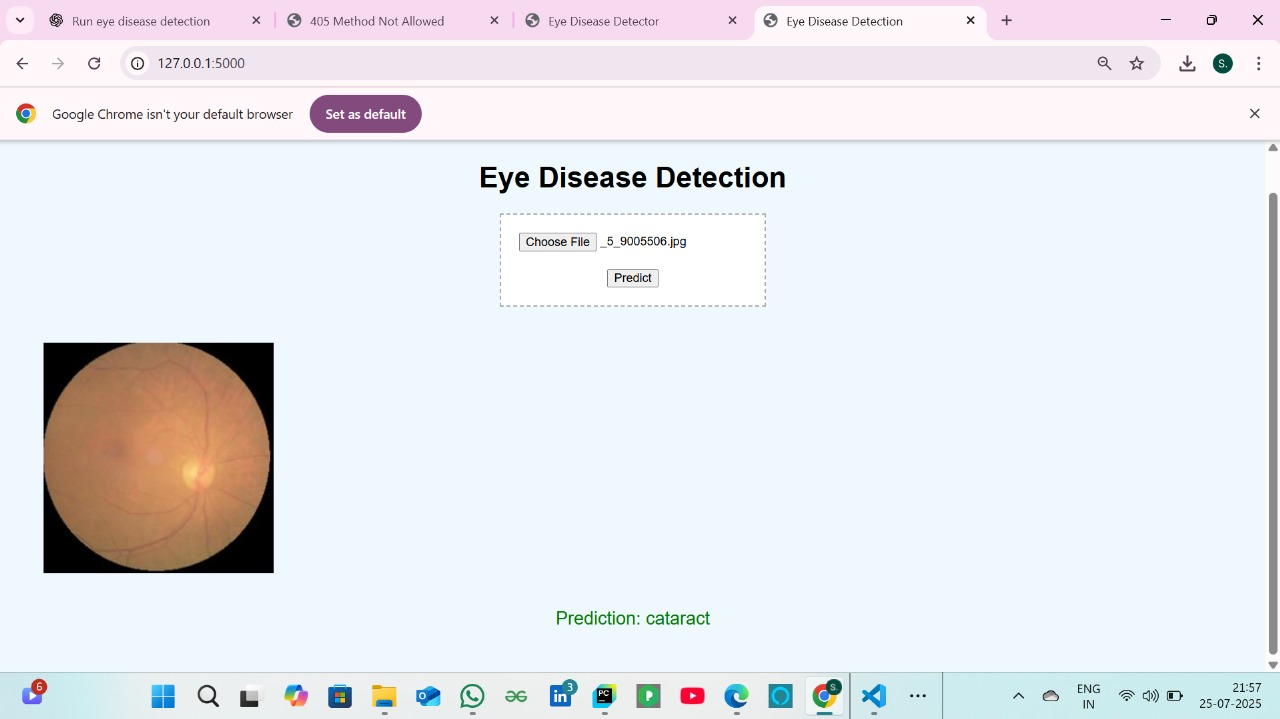 Run eye disease detection
405 Method Not Allowed
Eye Disease Detector
Eye Disease Detection
127.0.0.1:5000
S.
Google Chrome isn't your default browser
Set as default
Eye Disease Detection
Choose File _5_9005506.jpg
Predict
Prediction: cataract
6
in 3
PC
P
S.
ENG
IN
21:57
25-07-2025